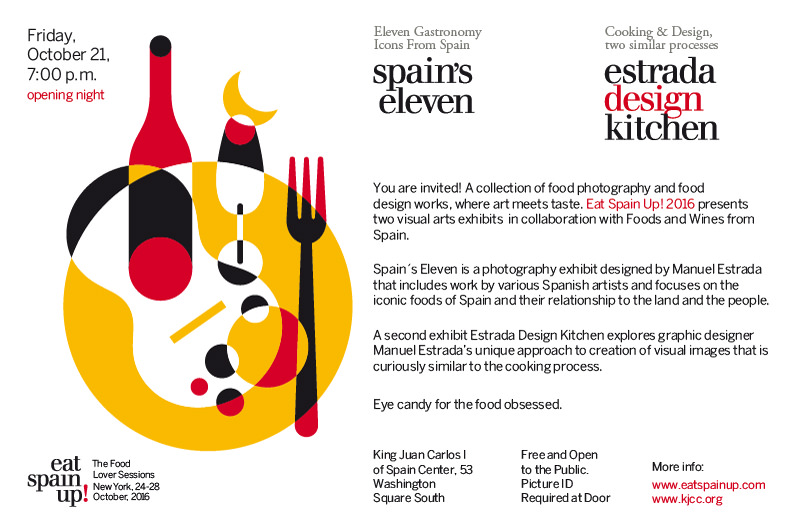 Friday,
October 21,
7:00 p.m.
opening night
Eleven Gastronomy
Icons From Spain
spain's
eleven
Cooking & Design,
two similar processes
estrada
design
kitchen
You are invited! A collection of food photography and food
design works, where art meets taste. Eat Spain Up! 2016 presents
two visual arts exhibits in collaboration with Foods and Wines from
Spain.
Spain´s Eleven is a photography exhibit designed by Manuel Estrada
that includes work by various Spanish artists and focuses on the
iconic foods of Spain and their relationship to the land and the people.
A second exhibit Estrada Design Kitchen explores graphic designer
Manuel Estrada's unique approach to creation of visual images that is
curiously similar to the cooking process.
Eye candy for the food obsessed.
eat
spain
up!
The Food
Lover Sessions
New York, 24-28
October, 2016
King Juan Carlos I
of Spain Center, 53
Washington
Square South
Free and Open
to the Public.
Picture ID
Required at Door
More info:
www.eatspainup.com
www.kjcc.org